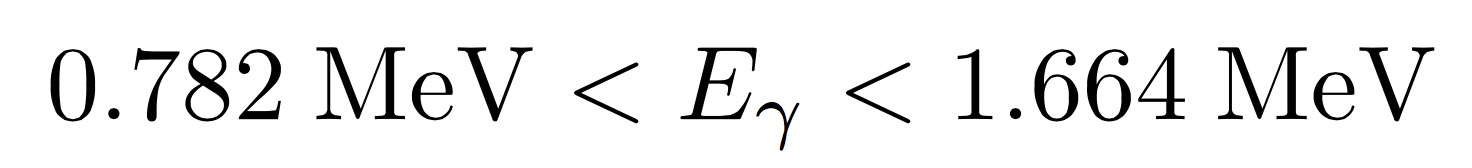 0.782 MeV < E_γ < 1.664 MeV